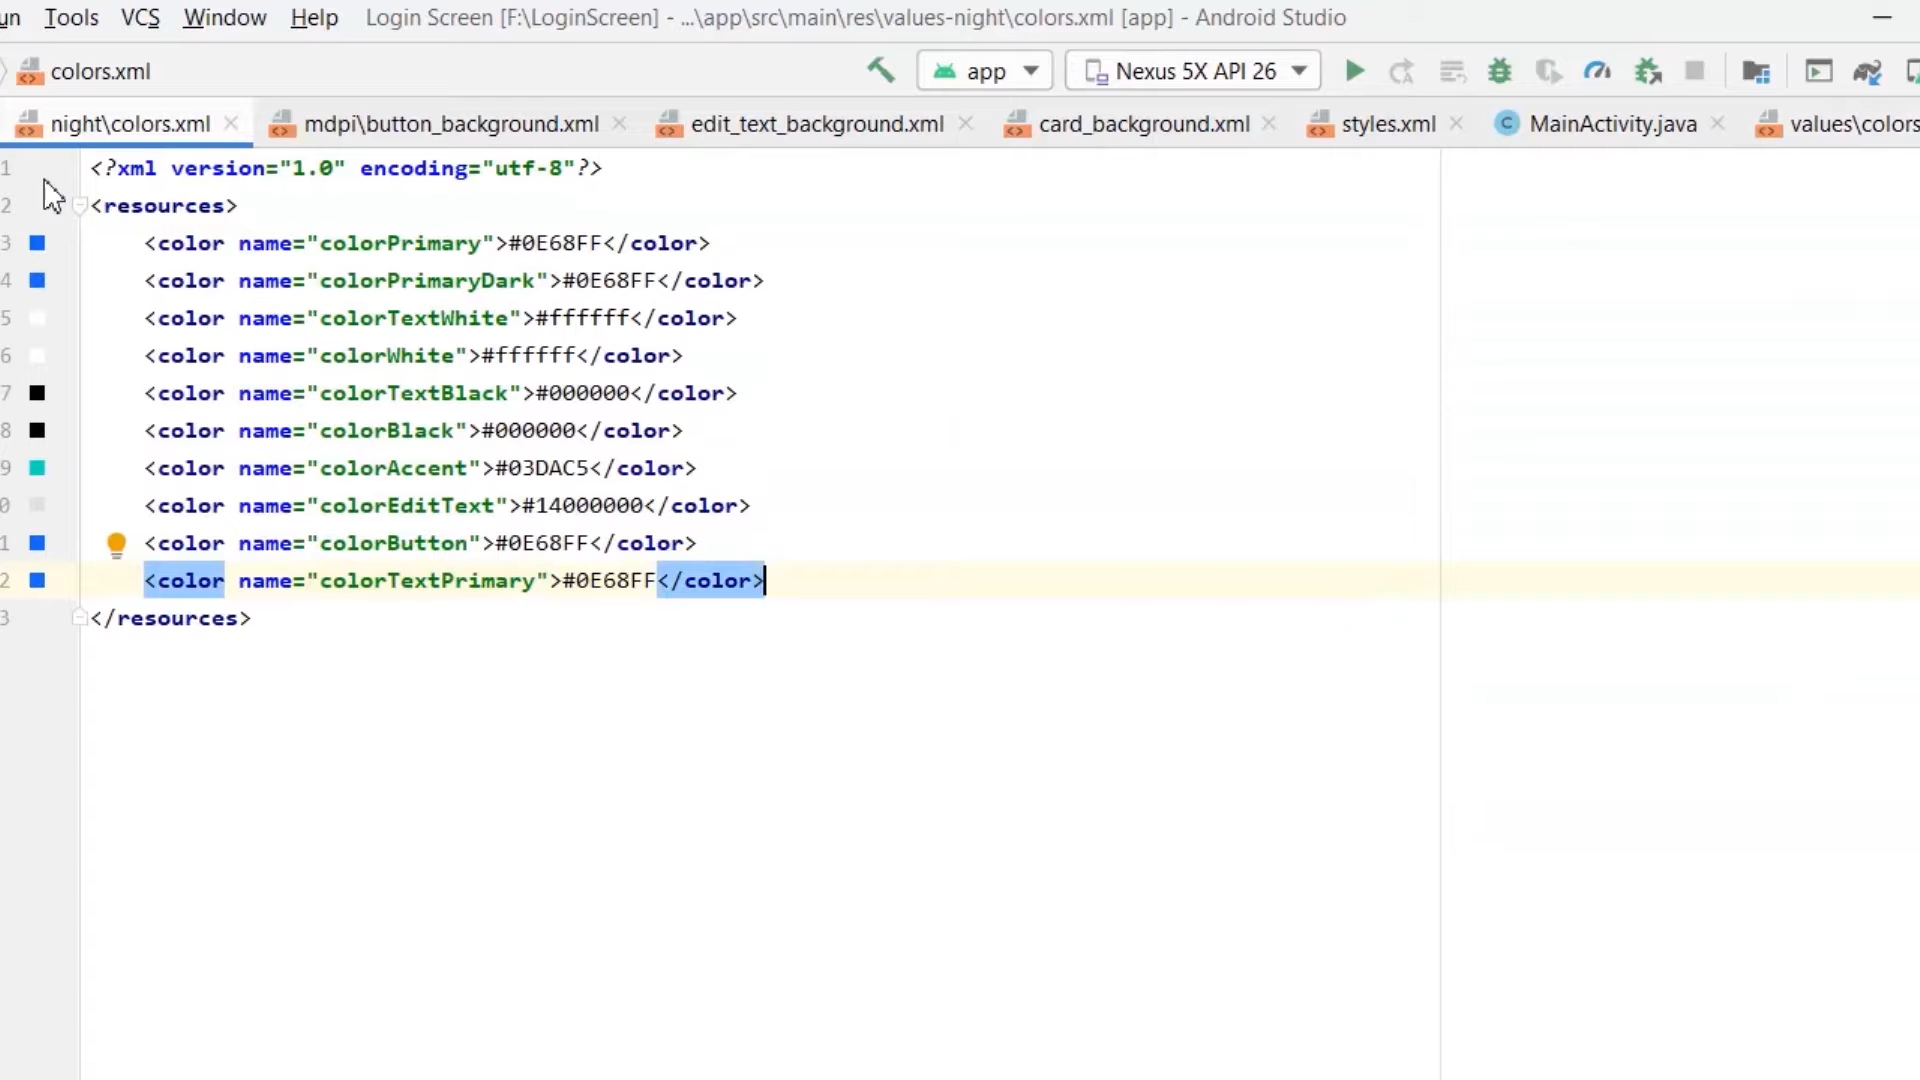 un Tools VCS Window Help Login Screen [F:\LoginScreen] - ...\app\src\main\res\values-night\colors.xml [app] - Android Studio
colors.xml app Nexus 5X API 26
night\colors.xml mdpi\button_background.xml edit_text_background.xml card_background.xml styles.xml C MainActivity.java values\colors
1 <?xml version="1.0" encoding="utf-8"?>
2 <resources>
3 <color name="colorPrimary">#0E68FF</color>
4 <color name="colorPrimaryDark">#0E68FF</color>
5 <color name="colorTextWhite">#ffffff</color>
6 <color name="colorWhite">#ffffff</color>
7 <color name="colorTextBlack">#000000</color>
8 <color name="colorBlack">#000000</color>
9 <color name="colorAccent">#03DAC5</color>
0 <color name="colorEditText">#14000000</color>
1 <color name="colorButton">#0E68FF</color>
2 <color name="colorTextPrimary">#0E68FF</color>
3 </resources>